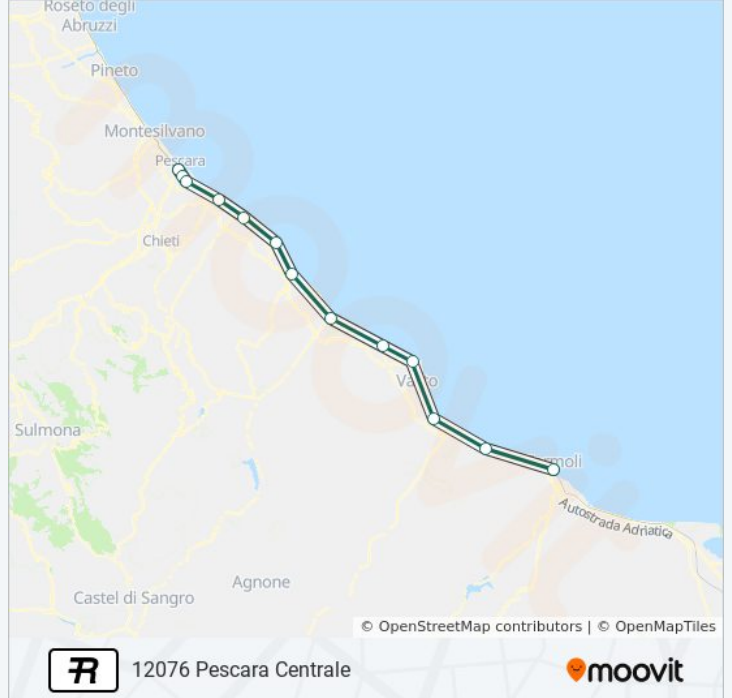 Roseto degli
Abruzzi
Pineto
Montesilvano
Pescara
Chieti
Vasto
Sulmona
moli
Autostrada Adriatica
Agnone
Castel di Sangro
© OpenStreetMap contributors | © OpenMapTiles
R
12076 Pescara Centrale
moovit